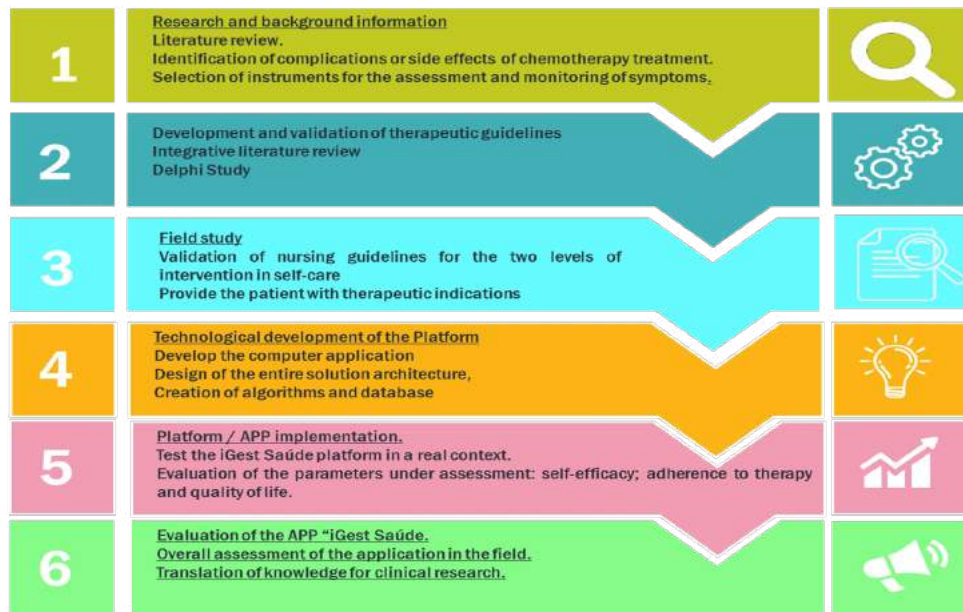 1
Research and background information
Literature review.
Identification of complications or side effects of chemotherapy treatment.
Selection of instruments for the assessment and monitoring of symptoms.
2
Development and validation of therapeutic guidelines
Integrative literature review
Delphi Study
3
Field study
Validation of nursing guidelines for the two levels of
intervention in self-care
Provide the patient with therapeutic indications
4
Technological development of the Platform
Develop the computer application
Design of the entire solution architecture,
Creation of algorithms and database
5
Platform / APP implementation.
Test the iGest Saúde platform in a real context.
Evaluation of the parameters under assessment: self-efficacy; adherence to therapy
and quality of life.
6
Evaluation of the APP "iGest Saúde.
Overall assessment of the application in the field.
Translation of knowledge for clinical research.